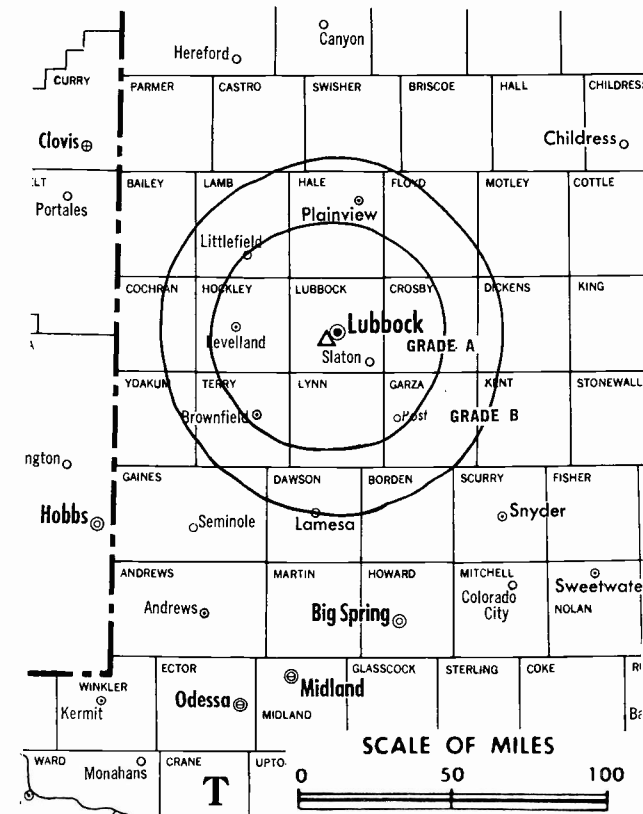 Canyon
Hereford
CURRY PARMER CASTRO SWISHER BRISCOE HALL CHILDRESS
Clovis
Childress
BAILEY LAMB HALE FLOYD MOTLEY COTTLE
Portales
Plainview
Littlefield
COCHRAN HOCKLEY LUBBOCK CROSBY DICKENS KING
Lubbock
Levelland
GRADE A
Slaton
YOAKUM TERRY LYNN GARZA KENT STONEWALL
Brownfield Post GRADE B
ngton
GAINES DAWSON BORDEN SCURRY FISHER
Hobbs
Seminole Lamesa Snyder
ANDREWS MARTIN HOWARD MITCHELL
Sweetwate
Andrews Big Spring Colorado City NOLAN
ECTOR GLASSCOCK STERLING COKE
WINKLER
Kermit Odessa Midland
MIDLAND
SCALE OF MILES
WARD CRANE UPTO
Monahans
T
0 50 100